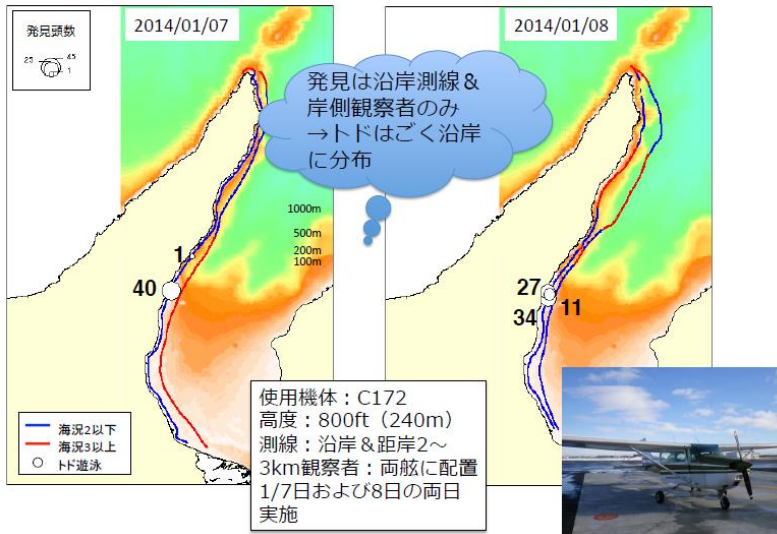 発見頭数
25
45
1
2014/01/07
2014/01/08
発見は沿岸測線&
岸側観察者のみ
→トドはごく沿岸
に分布
1000m
500m
200m
100m
1
40
27
34
11
海況2以下
海況3以上
トド遊泳
使用機体：C172
高度：800ft（240m）
測線：沿岸&距岸2～
3km観察者：両舷に配置
1/7日および8日の両日
実施